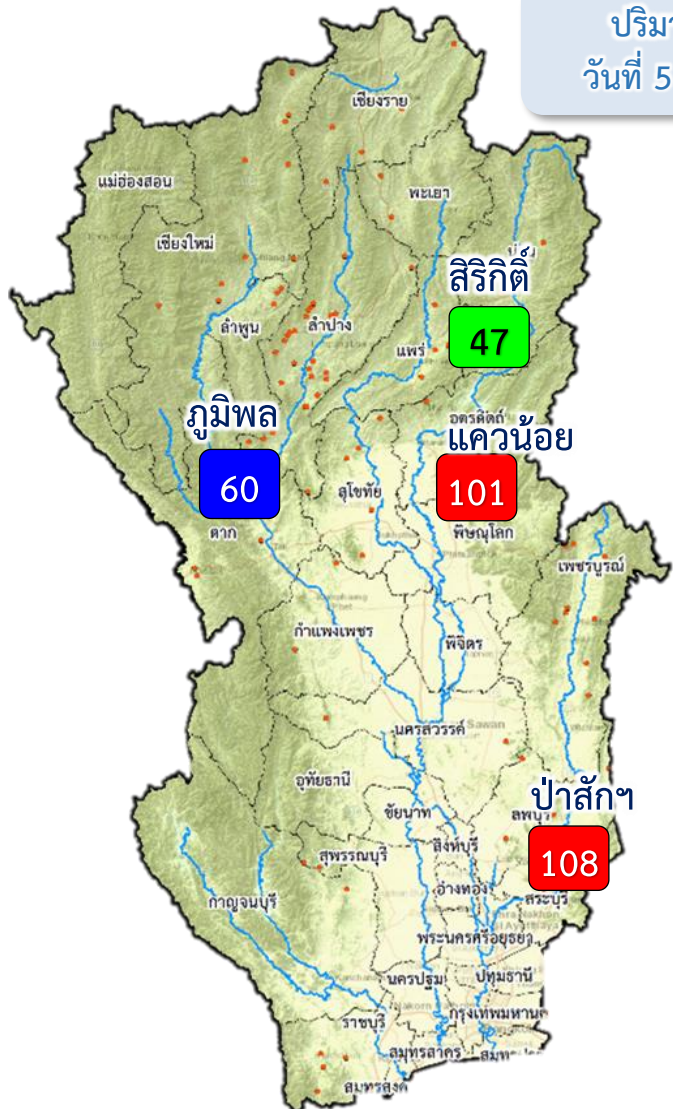 ปริมา
วันที่ 5
เชียงราย
แม่ฮ่องสอน
พะเยา
เชียงใหม่
น่าน
สิริกิติ์
47
ลำพูน
ลำปาง
แพร่
ภูมิพล
60
อุตรดิตถ์
แควน้อย
101
สุโขทัย
ตาก
พิษณุโลก
เพชรบูรณ์
กำแพงเพชร
พิจิตร
นครสวรรค์
Sawan
อุทัยธานี
ป่าสักฯ
108
ชัยนาท
ลพบุรี
สิงห์บุรี
สุพรรณบุรี
อ่างทอง
สระบุรี
กาญจนบุรี
พระนครศรีอยุธยา
นครปฐม
ปทุมธานี
ราชบุรี
กรุงเทพมหานค
สมุทรสาคร
สมุทรปรา
สมุทรสงค